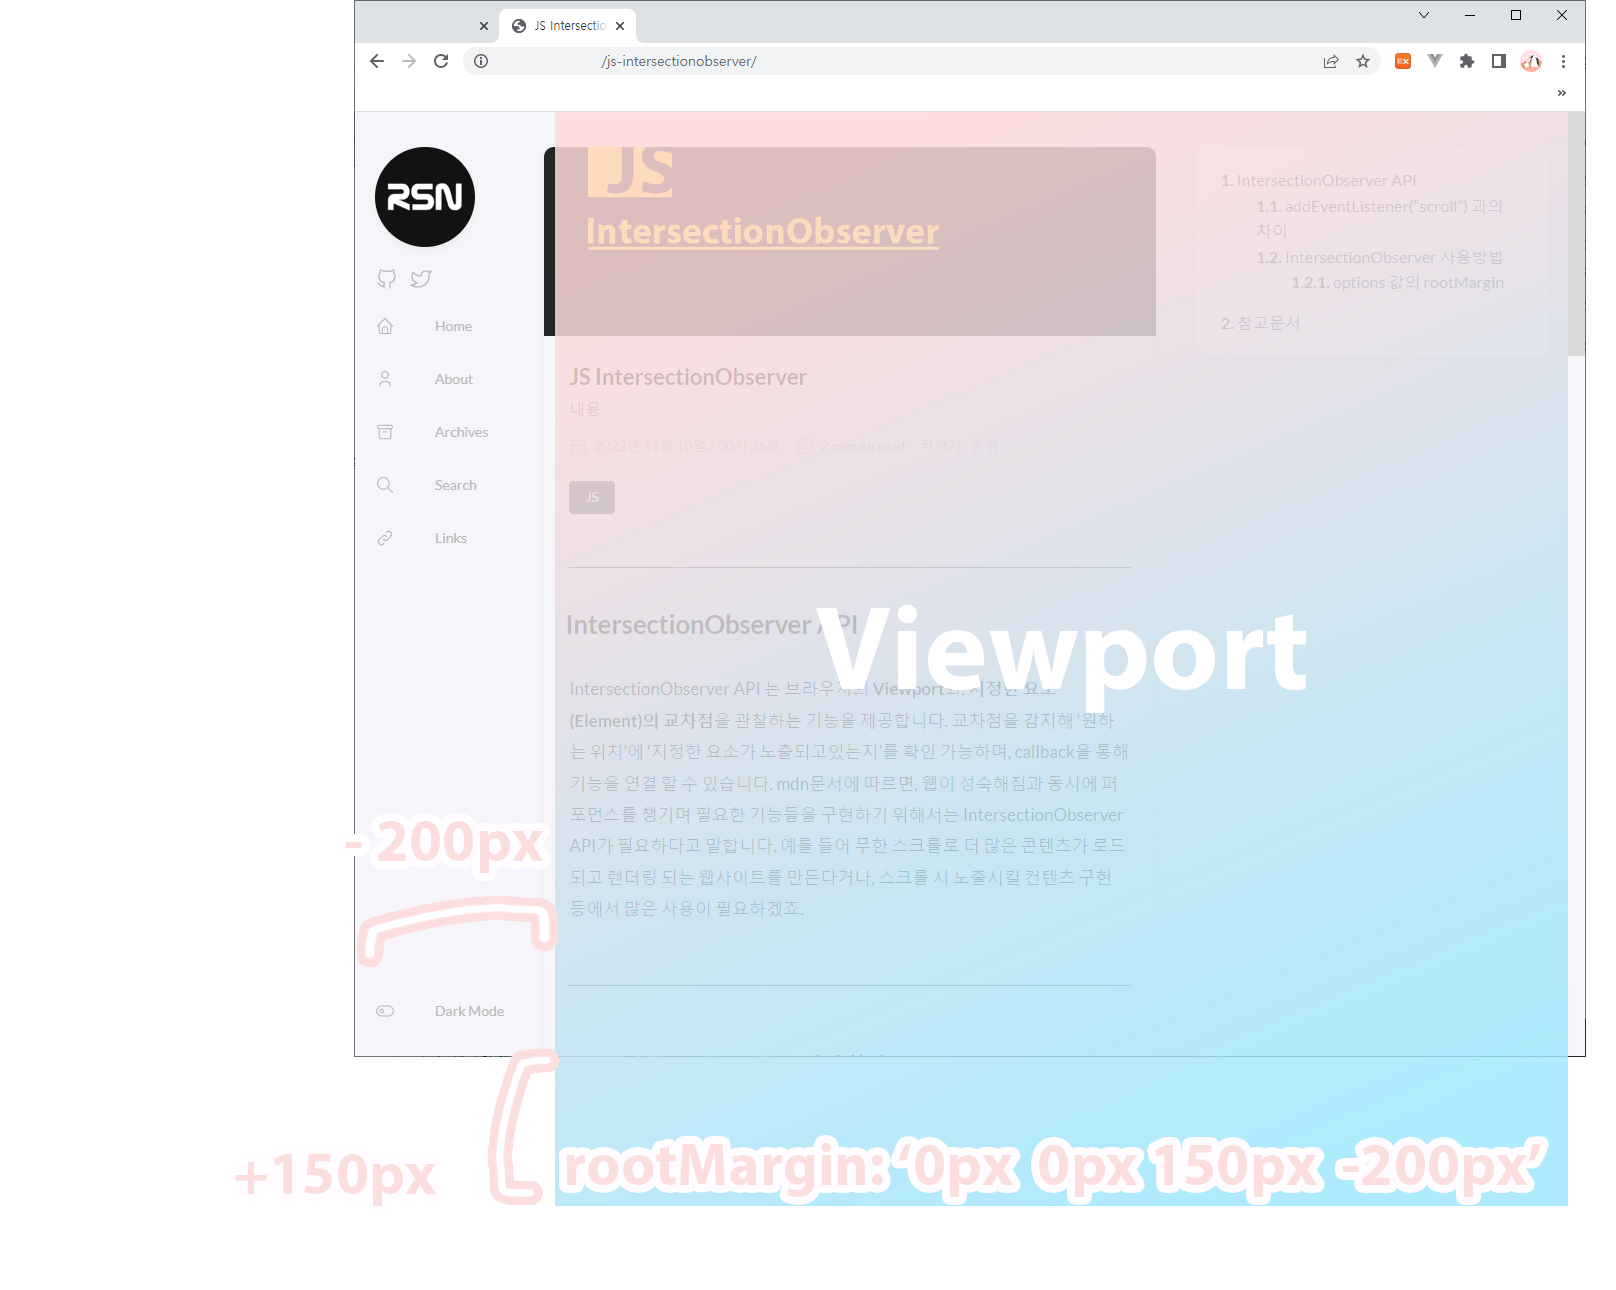 JS Intersectio
/js-intersectionobserver/
»
RSN
Home
About
Archives
Search
Links
Dark Mode
JS
IntersectionObserver
JS IntersectionObserver
내용
2022년 11월 10일 / 00시 26분 2 minute read 작성자 : 송정
JS
IntersectionObserver API
IntersectionObserver API 는 브라우저의 Viewport와, 지정한 요소
(Element)의 교차점을 관찰하는 기능을 제공합니다. 교차점을 감지해 ‘원하
는 위치’에 ‘지정한 요소가 노출되고있는지’를 확인 가능하며, callback을 통해
기능을 연결 할 수 있습니다. mdn문서에 따르면, 웹이 성숙해짐과 동시에 퍼
포먼스를 챙기며 필요한 기능들을 구현하기 위해서는 IntersectionObserver
API가 필요하다고 말합니다. 예를 들어 무한 스크롤로 더 많은 콘텐츠가 로드
되고 렌더링 되는 웹사이트를 만든다거나, 스크롤 시 노출시킬 컨텐츠 구현
등에서 많은 사용이 필요하겠죠.
1. IntersectionObserver API
1.1. addEventListener(“scroll”) 과의
차이
1.2. IntersectionObserver 사용방법
1.2.1. options 값의 rootMargin
2. 참고문서
Viewport
- 200px
+150px
rootMargin: ‘0px 0px 150px -200px’